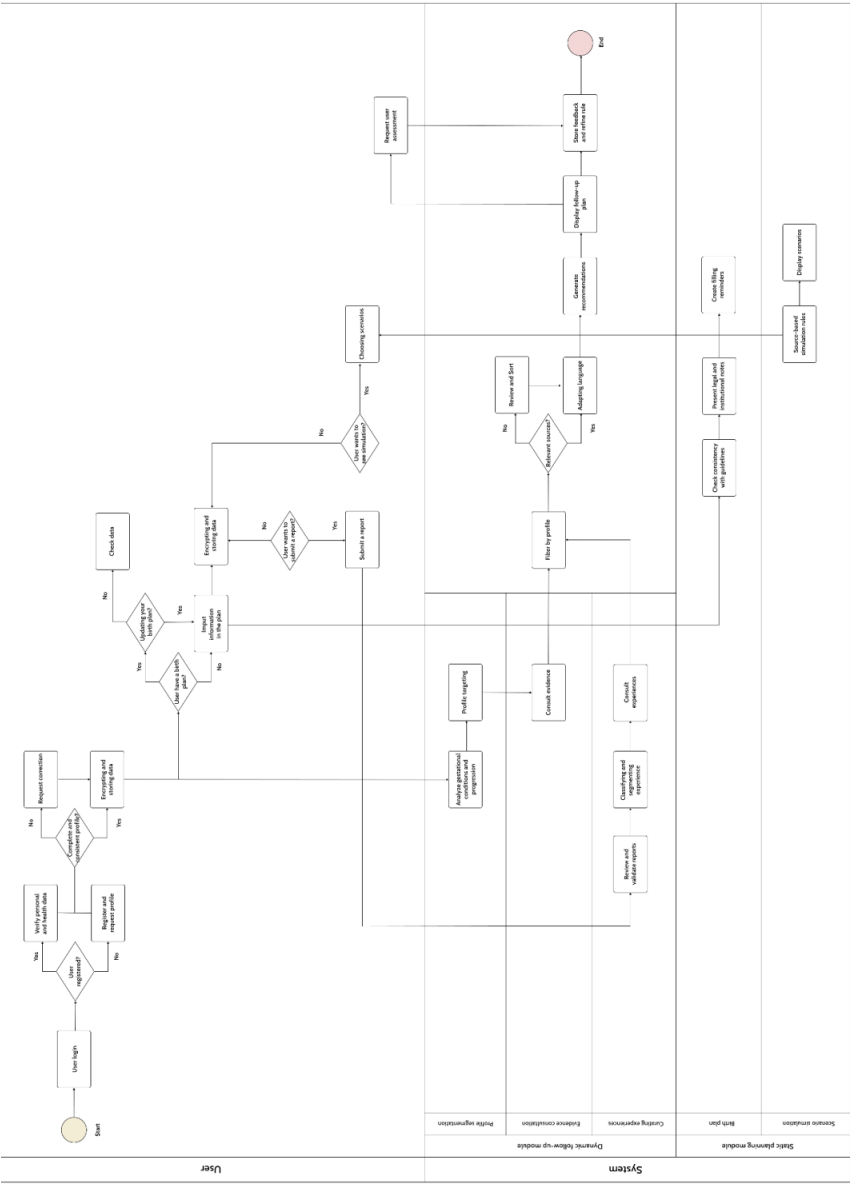 User
Start
User login
User
registered?
Yes
No
Verify personal
and health data
Register and
request profile
Complete and
consistent profile?
No
Yes
Request correction
Encrypting and
storing data
User have a birth
plan?
Yes
No
Updating your
birth plan?
No
Yes
Check data
Imput
information
in the plan
Encrypting and
storing data
User wants to
submit a report?
No
Yes
Submit a report
User wants to
see simulation?
No
Yes
Choosing scenarios
Request user
assessment
System
Dynamic follow-up module
Profile segmentation
Evidence consultation
Curating experiences
Analyze gestational
conditions and
progression
Profile targeting
Consult evidence
Review and
validate reports
Classifying and
segmenting
experience
Consult
experiences
Filter by profile
Relevant sources?
No
Yes
Review and Sort
Adapting language
Generate
recommendations
Display follow-up
plan
Store feedback
and refine rule
End
Static planning module
Birth plan
Scenario simulation
Check consistency
with guidelines
Present legal and
institutional notes
Create filling
reminders
Source-based
simulation rules
Display scenarios